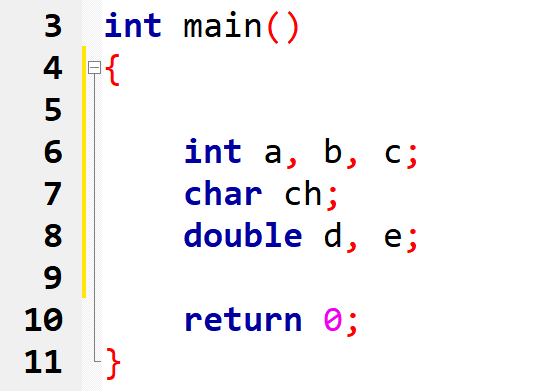 3 int main()
4 {
5
6 int a, b, c;
7 char ch;
8 double d, e;
9
10 return 0;
11 }